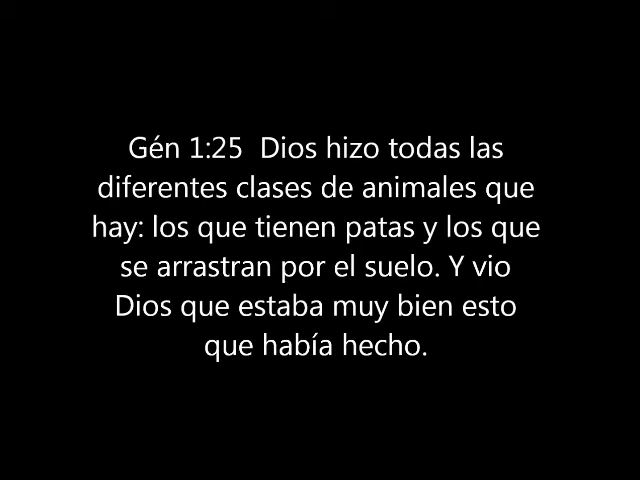 Gén 1:25  Dios hizo todas las
diferentes clases de animales que
hay: los que tienen patas y los que
se arrastran por el suelo. Y vio
Dios que estaba muy bien esto
que había hecho.